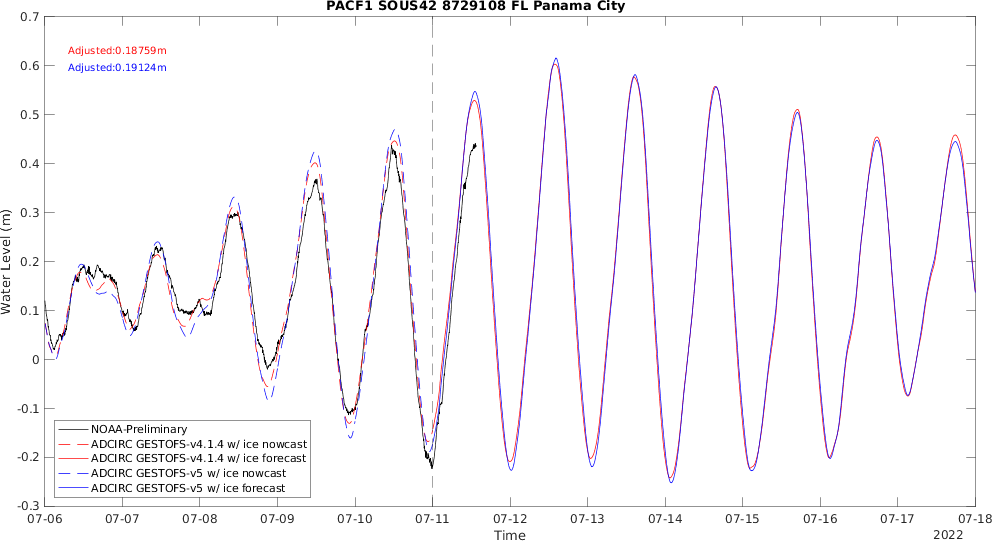 PACF1 SOUS42 8729108 FL Panama City
Adjusted:0.18759m
Adjusted:0.19124m
0.7
0.6
0.5
0.4
0.3
0.2
0.1
0
-0.1
-0.2
-0.3
Water Level (m)
NOAA-Preliminary
ADCIRC GESTOFS-v4.1.4 w/ ice nowcast
ADCIRC GESTOFS-v4.1.4 w/ ice forecast
ADCIRC GESTOFS-v5 w/ ice nowcast
ADCIRC GESTOFS-v5 w/ ice forecast
07-06 07-07 07-08 07-09 07-10 07-11 07-12 07-13 07-14 07-15 07-16 07-17 07-18
Time
2022